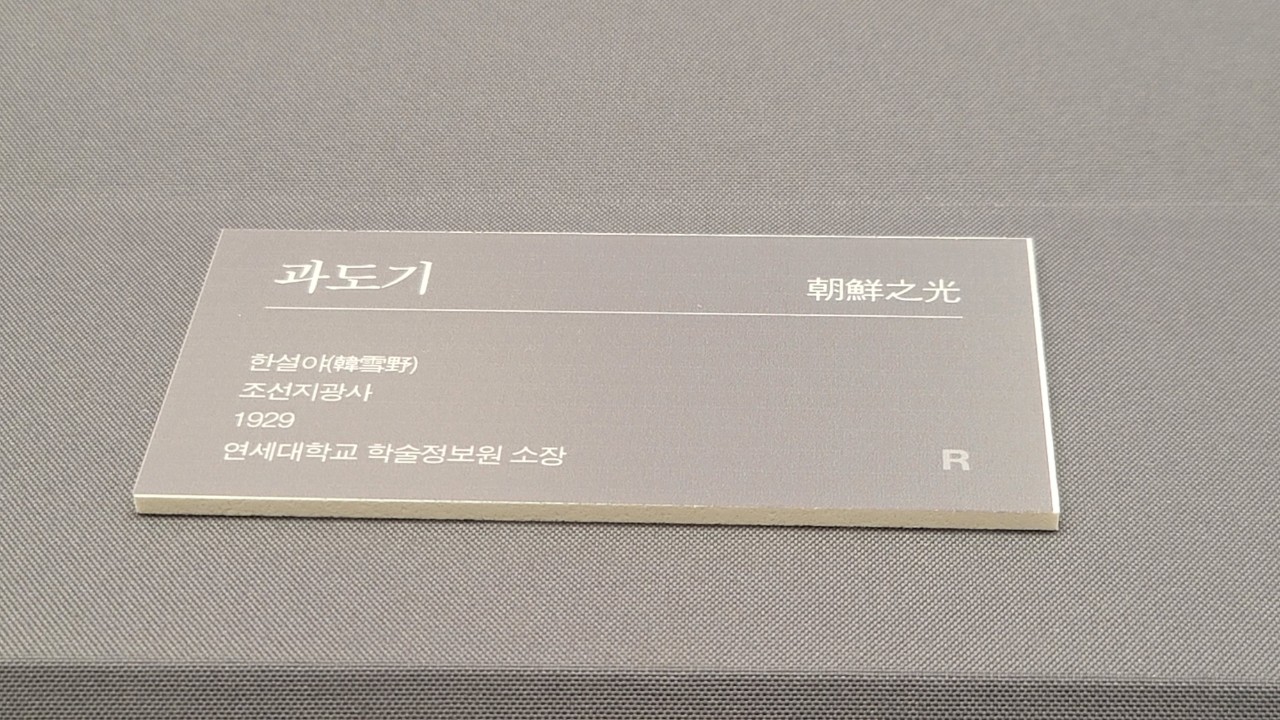 과도기 朝鮮之光
한설야(韓雪野)
조선지광사
1929
연세대학교 학술정보원 소장
R